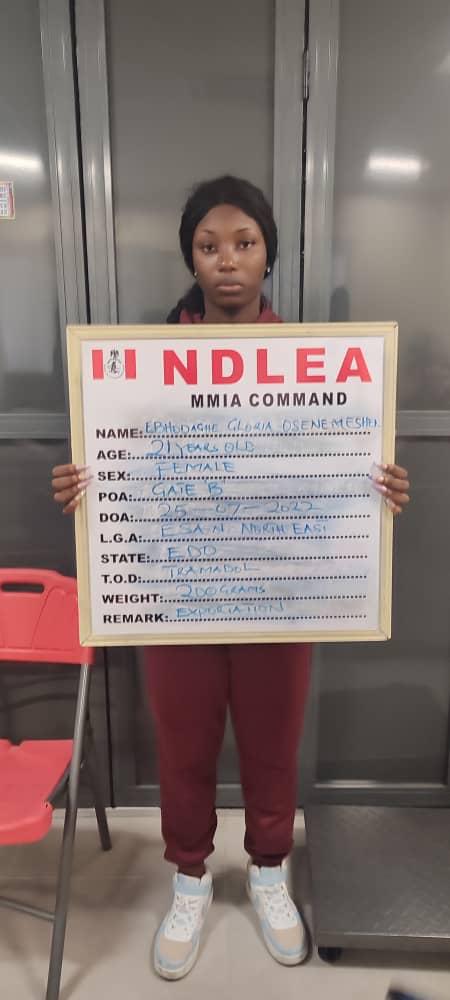 NDLEA
MMIA COMMAND
NAME: EBHODAGHE GLORIA OSENEMESHEN
AGE: 21 YEARS OLD
SEX: FEMALE
POA: GATE B
DOA: 25-07-2022
L.G.A: ESAN NORTH EAST
STATE: EDO
T.O.D: TRAMADOL
WEIGHT: 200 GRAMS
REMARK: EXPORTATION